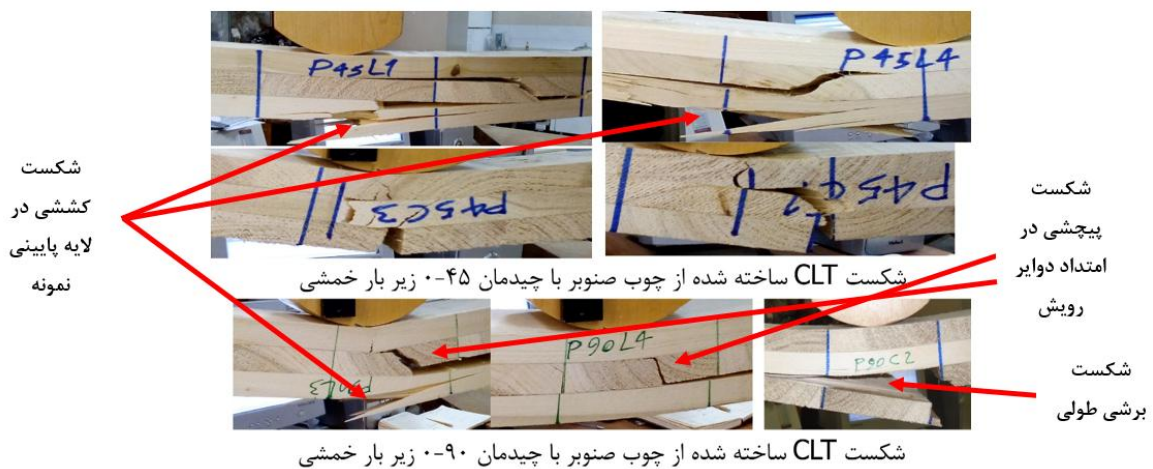 P45L1
P45L4
P45C3
شکست
کششی در
لایه پایینی
نمونه
شکست
پیچشی در
امتداد دوایر
رویش
شکست CLT ساخته شده از چوب صنوبر با چیدمان ۴۵-۰ زیر بار خمشی
P90L3
P90L4
P90C2
شکست
برشی طولی
شکست CLT ساخته شده از چوب صنوبر با چیدمان ۹۰-۰ زیر بار خمشی